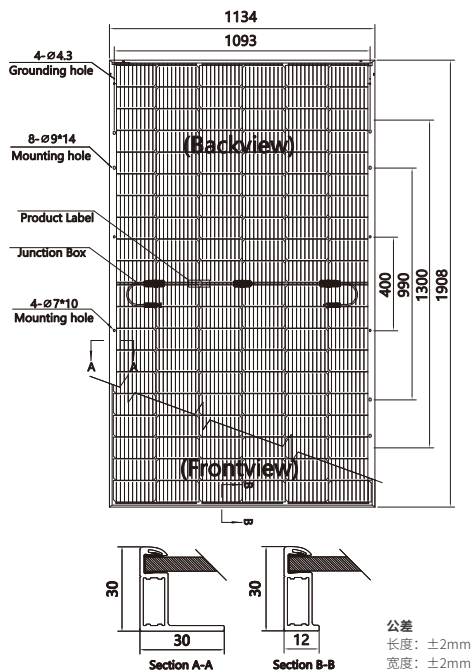 1134
1093
4-Ø4.3
Grounding hole
(Backview)
8-Ø9*14
Mounting hole
Product Label
Junction Box
4-Ø7*10
Mounting hole
400
990
1300
1908
A
A
(Frontview)
B
B
30
30
Section A-A
30
12
Section B-B
公差
长度：±2mm
宽度：±2mm